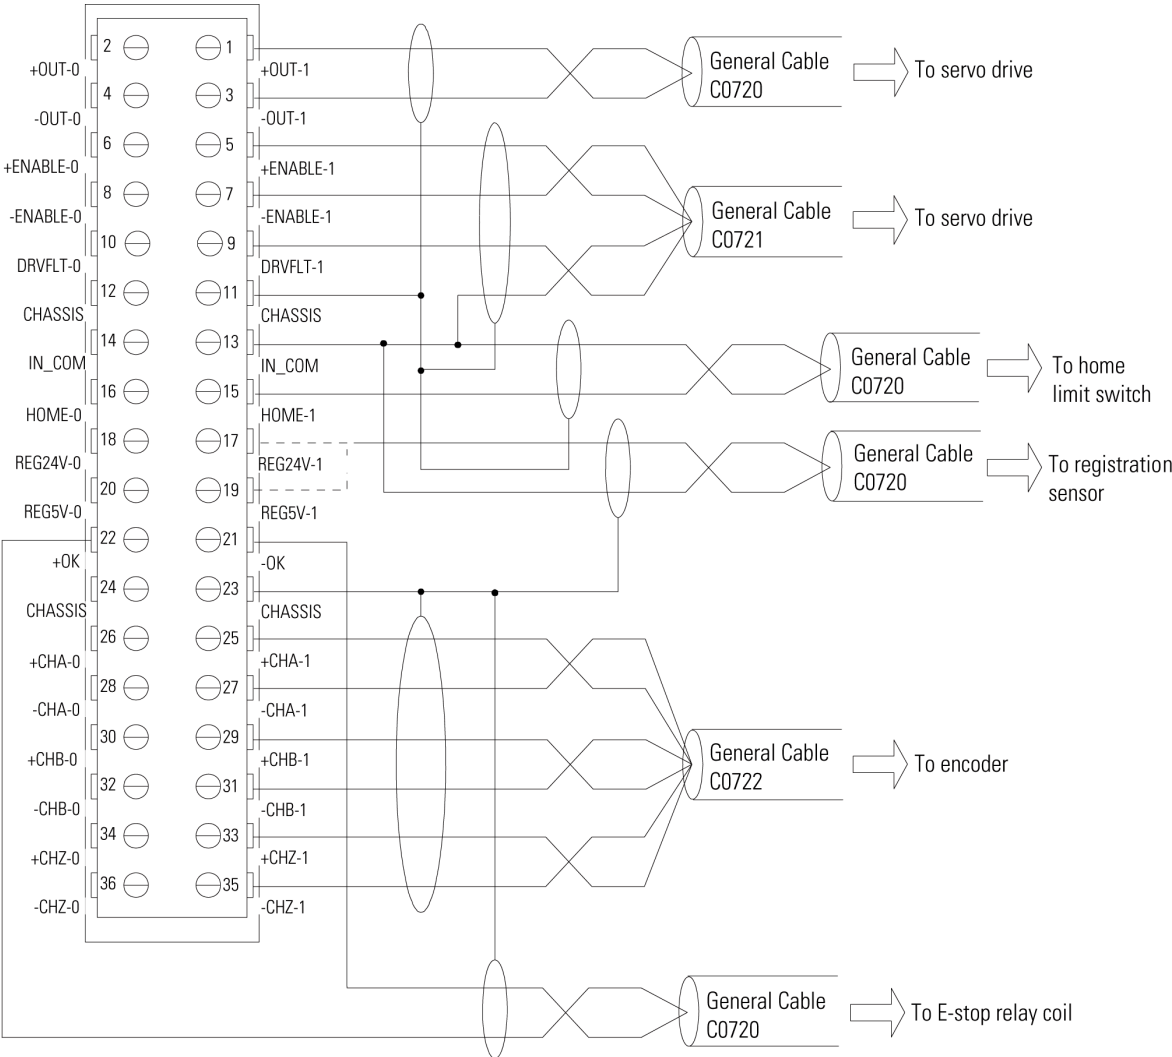 2 1
+OUT-0 +OUT-1
4 3
-OUT-0 -OUT-1
6 5
+ENABLE-0 +ENABLE-1
8 7
-ENABLE-0 -ENABLE-1
10 9
DRVFLT-0 DRVFLT-1
12 11
CHASSIS CHASSIS
14 13
IN_COM IN_COM
16 15
HOME-0 HOME-1
18 17
REG24V-0 REG24V-1
20 19
REG5V-0 REG5V-1
22 21
+OK -OK
24 23
CHASSIS CHASSIS
26 25
+CHA-0 +CHA-1
28 27
-CHA-0 -CHA-1
30 29
+CHB-0 +CHB-1
32 31
-CHB-0 -CHB-1
34 33
+CHZ-0 +CHZ-1
36 35
-CHZ-0 -CHZ-1
General Cable
C0720
To servo drive
General Cable
C0721
To servo drive
General Cable
C0720
To home
limit switch
General Cable
C0720
To registration
sensor
General Cable
C0722
To encoder
General Cable
C0720
To E-stop relay coil